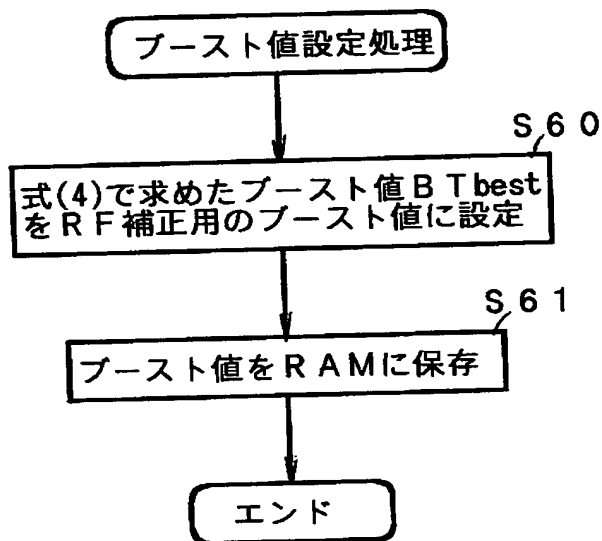 ブースト値設定処理
S60
式(4)で求めたブースト値BTbest
をRF補正用のブースト値に設定
S61
ブースト値をRAMに保存
エンド